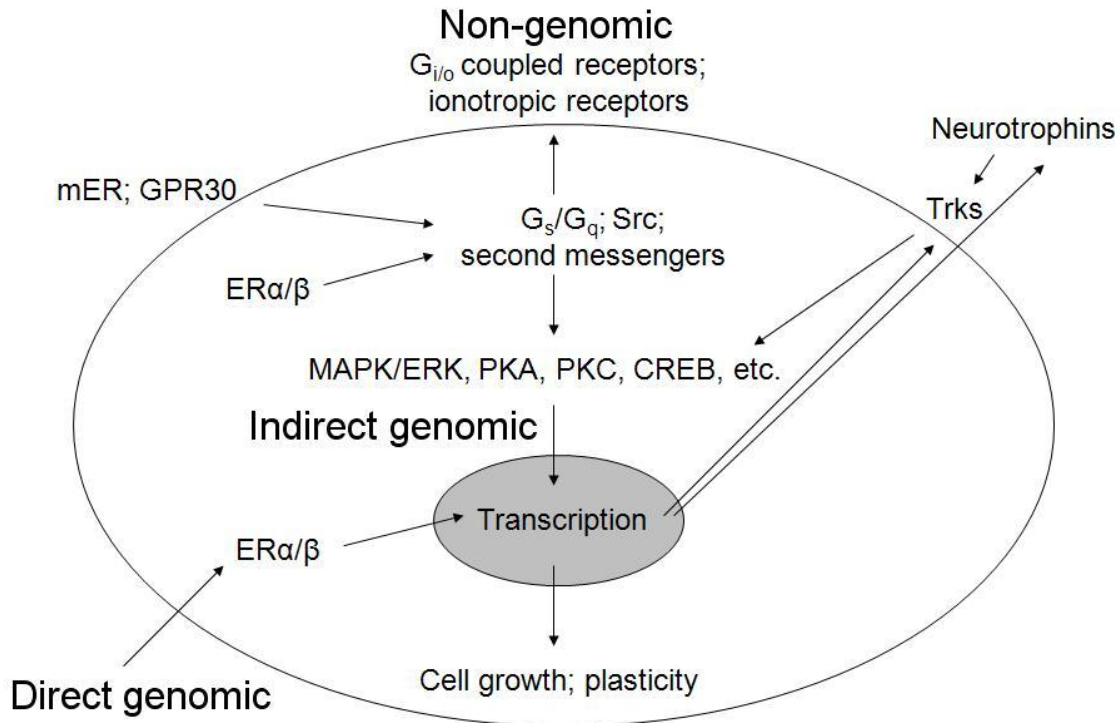 Non-genomic
Gi/o coupled receptors;
ionotropic receptors
Neurotrophins
mER; GPR30
Trks
Gs/Gq; Src;
second messengers
ERα/β
MAPK/ERK, PKA, PKC, CREB, etc.
Indirect genomic
Transcription
ERα/β
Cell growth; plasticity
Direct genomic